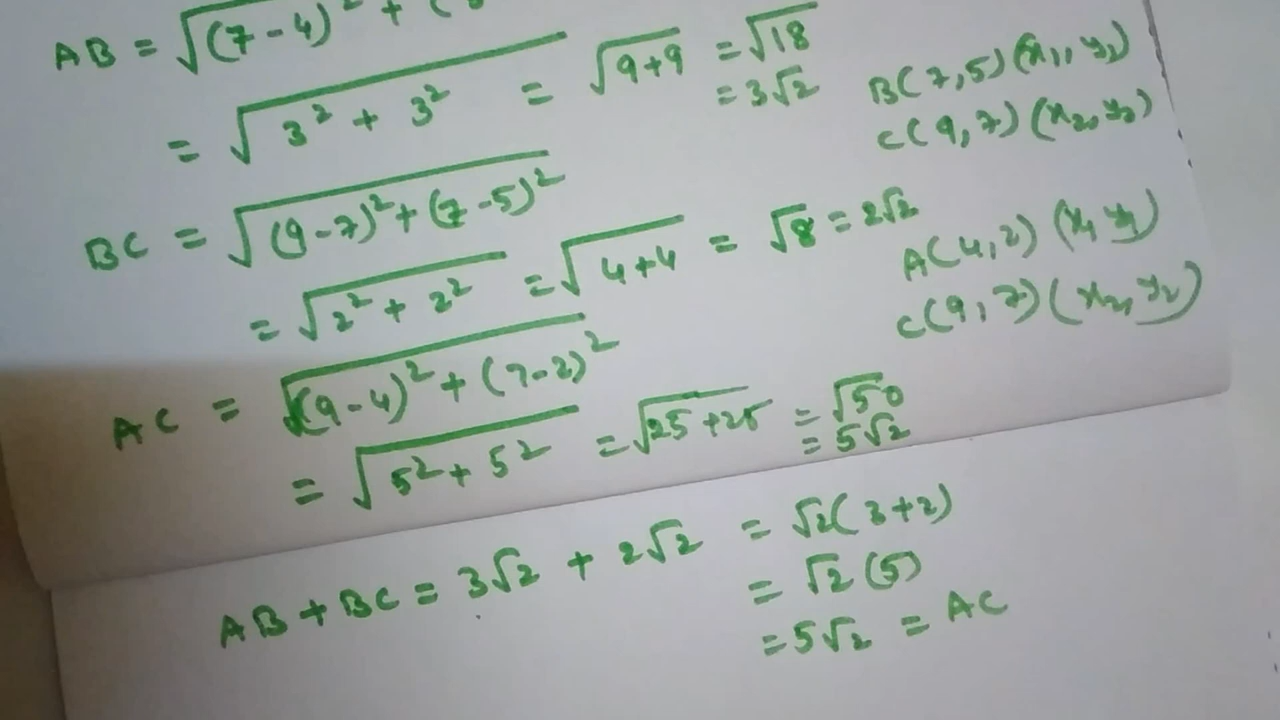 AB = √(7-4)² + (
= √3² + 3² = √9+9 = √18
= 3√2
B(7,5)(x₁, y₁)
C(9,7)(x₂, y₂)
BC = √(9-7)² + (7-5)²
= √2² + 2² = √4+4 = √8 = 2√2
A(4,2)(x₁ y₁)
C(9,7)(x₂, y₂)
AC = √(9-4)² + (7-2)²
= √5² + 5² = √25+25 = √50
= 5√2
AB + BC = 3√2 + 2√2 = √2(3+2)
= √2 (5)
= 5√2 = AC